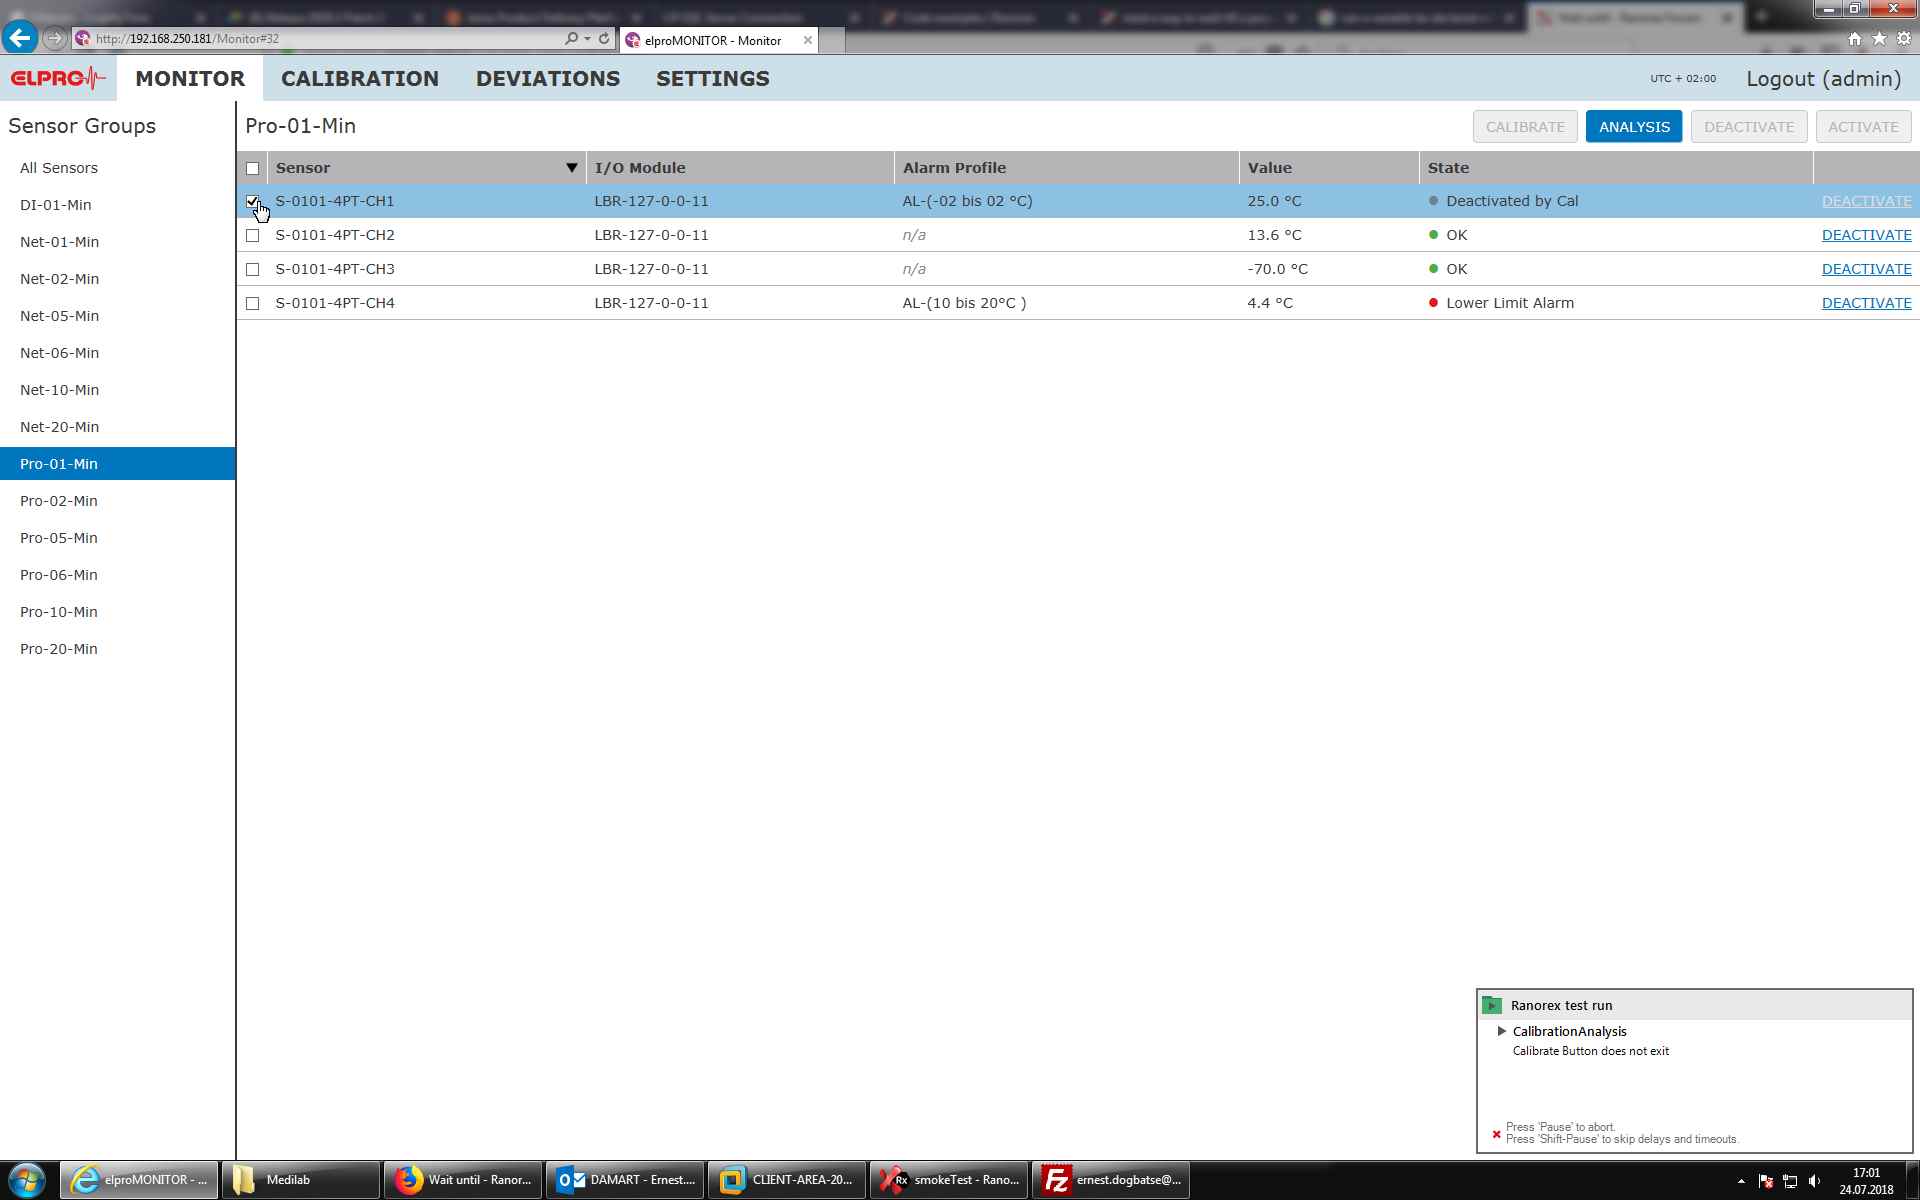 http://192.168.250.181/Monitor#32
elproMONITOR - Monitor
ELPRO
MONITOR
CALIBRATION
DEVIATIONS
SETTINGS
UTC + 02:00
Logout (admin)
Sensor Groups
All Sensors
DI-01-Min
Net-01-Min
Net-02-Min
Net-05-Min
Net-06-Min
Net-10-Min
Net-20-Min
Pro-01-Min
Pro-02-Min
Pro-05-Min
Pro-06-Min
Pro-10-Min
Pro-20-Min
Pro-01-Min
CALIBRATE ANALYSIS DEACTIVATE ACTIVATE
Sensor I/O Module Alarm Profile Value State
S-0101-4PT-CH1 LBR-127-0-0-11 AL-(-02 bis 02 °C) 25.0 °C Deactivated by Cal DEACTIVATE
S-0101-4PT-CH2 LBR-127-0-0-11 n/a 13.6 °C OK DEACTIVATE
S-0101-4PT-CH3 LBR-127-0-0-11 n/a -70.0 °C OK DEACTIVATE
S-0101-4PT-CH4 LBR-127-0-0-11 AL-(10 bis 20°C ) 4.4 °C Lower Limit Alarm DEACTIVATE
Ranorex test run
CalibrationAnalysis
Calibrate Button does not exit
Press 'Pause' to abort.
Press 'Shift-Pause' to skip delays and timeouts.
elproMONITOR - ...
Medilab
Wait until - Ranor...
DAMART - Ernest....
CLIENT-AREA-20...
Rx
smokeTest - Rano...
Fz
ernest.dogbatse@...
17:01
24.07.2018